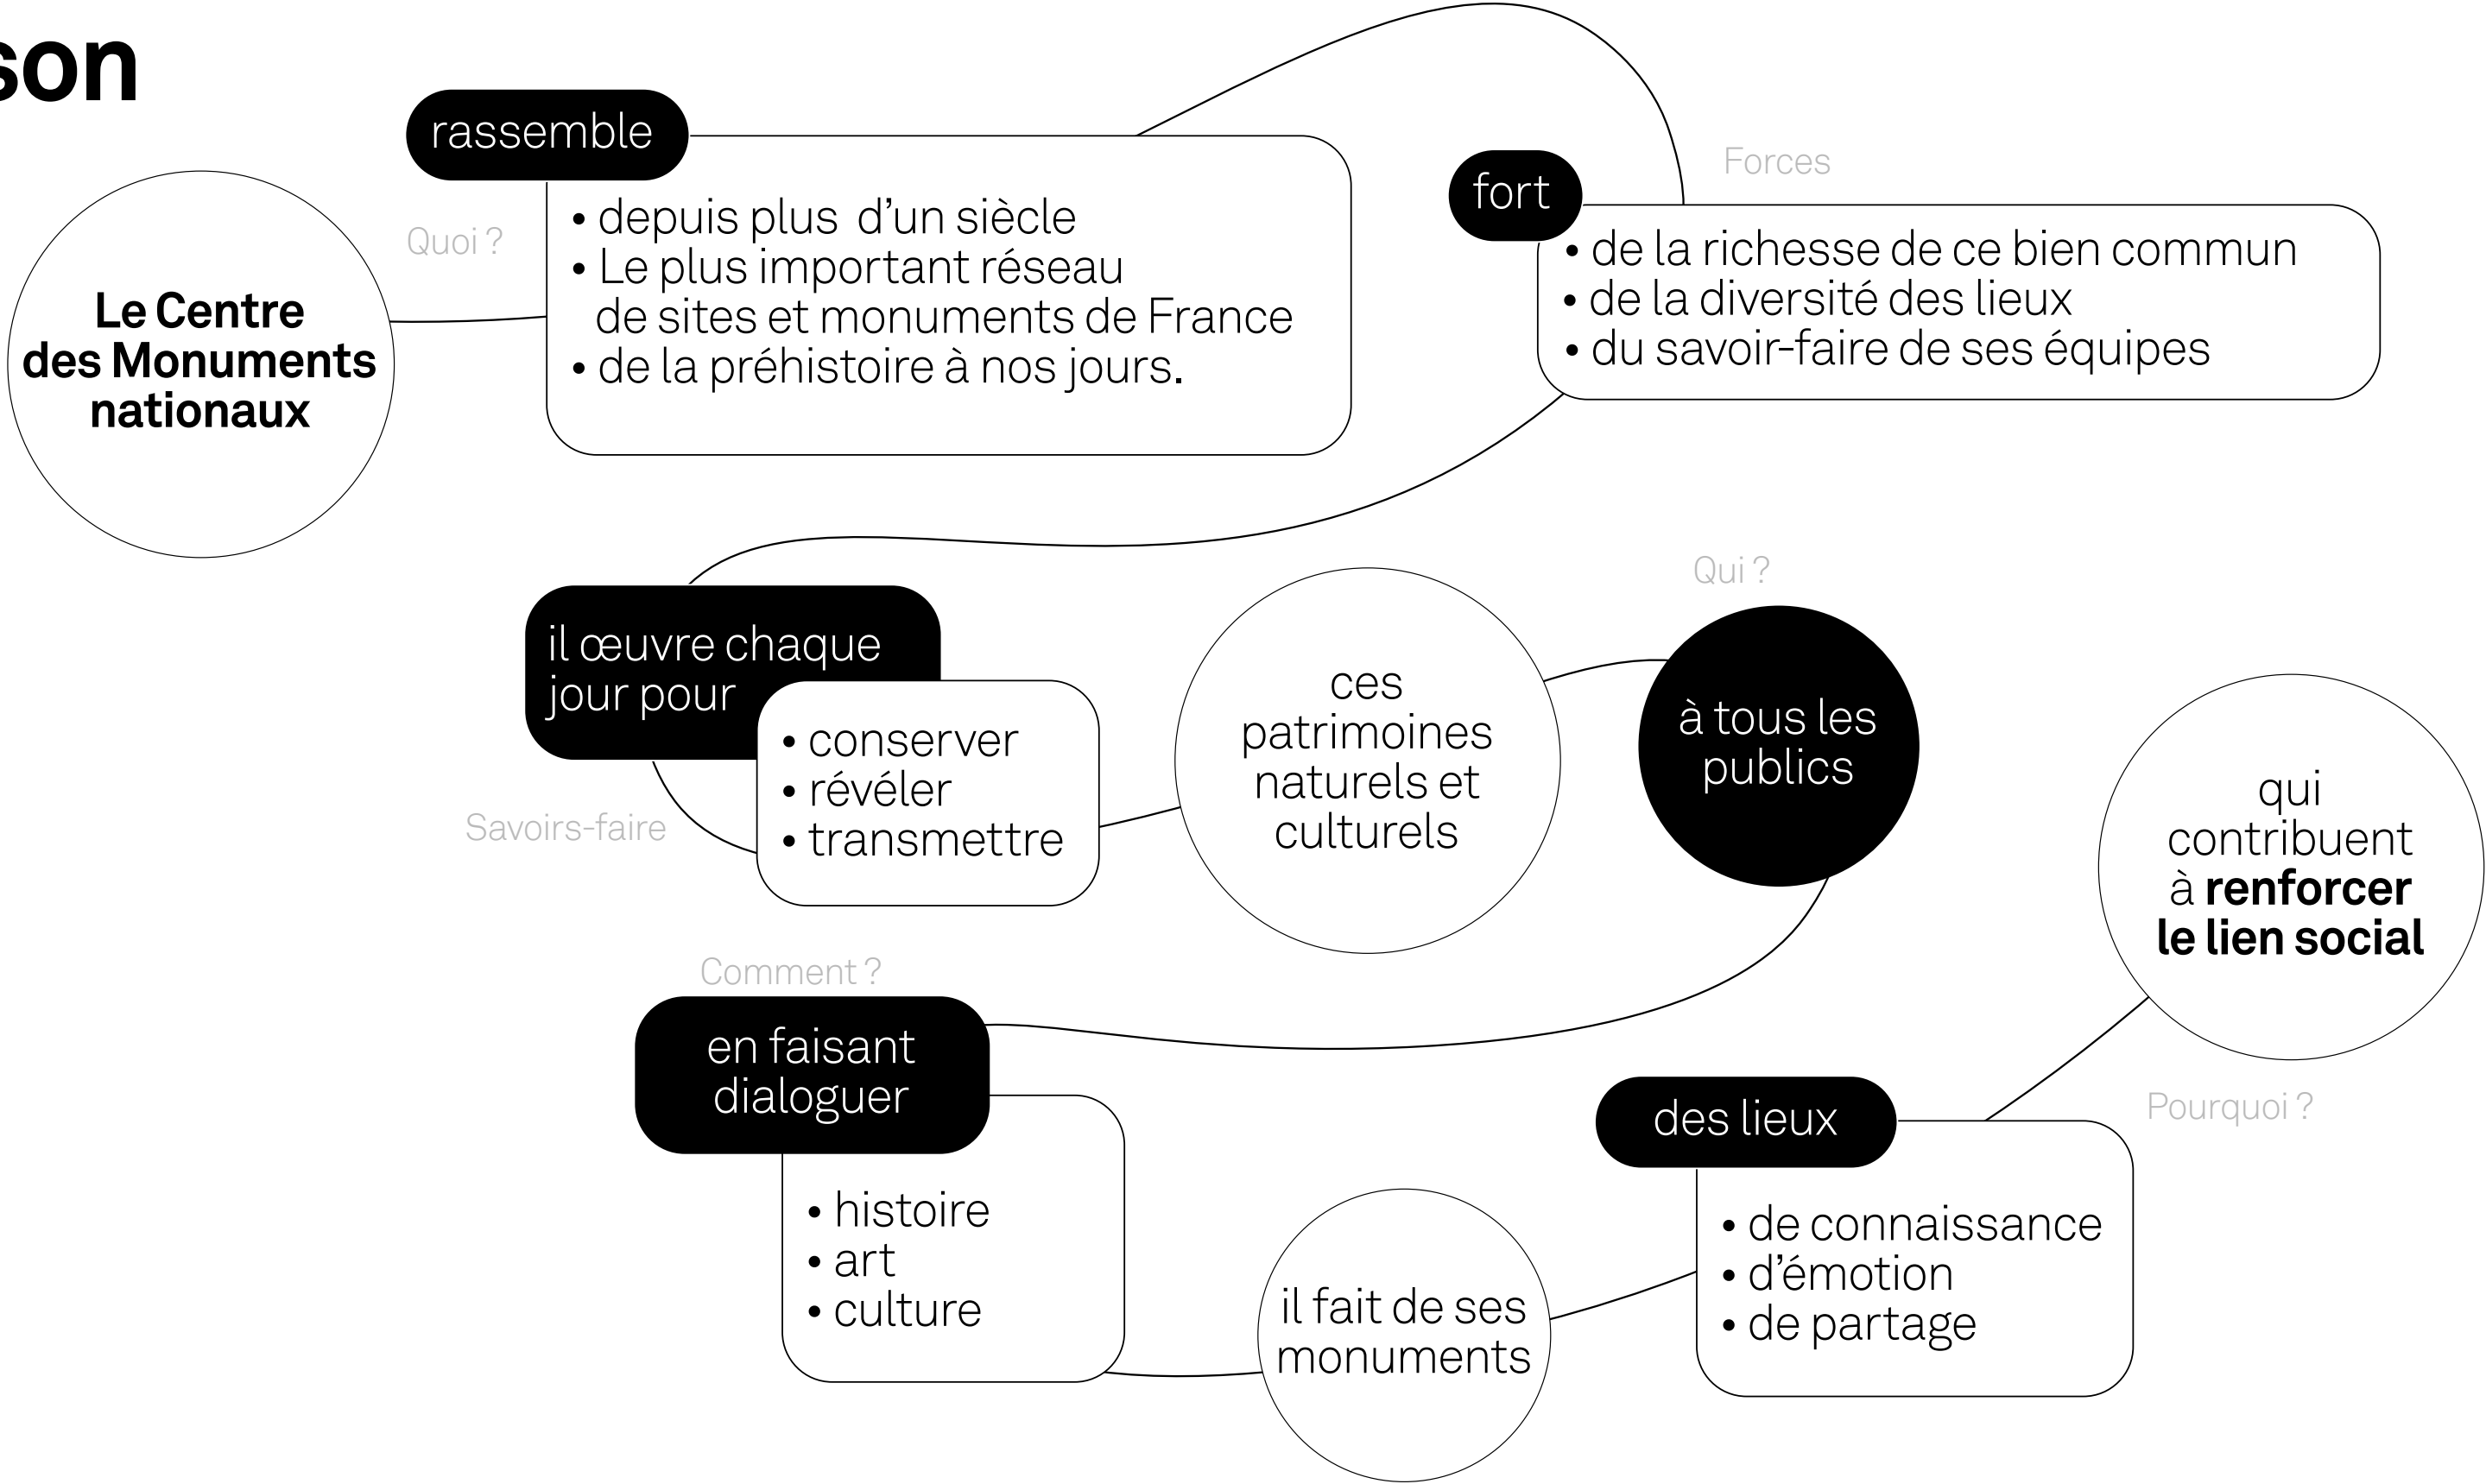 son
rassemble
Quoi ?
Le Centre
des Monuments
nationaux
• depuis plus d'un siècle
• Le plus important réseau
de sites et monuments de France
• de la préhistoire à nos jours.
Forces
fort
• de la richesse de ce bien commun
• de la diversité des lieux
• du savoir-faire de ses équipes
il œuvre chaque
jour pour
Savoirs-faire
• conserver
• révéler
• transmettre
ces
patrimoines
naturels et
culturels
Qui ?
à tous les
publics
Comment ?
en faisant
dialoguer
• histoire
• art
• culture
il fait de ses
monuments
des lieux
• de connaissance
• d'émotion
• de partage
Pourquoi ?
qui
contribuent
à renforcer
le lien social